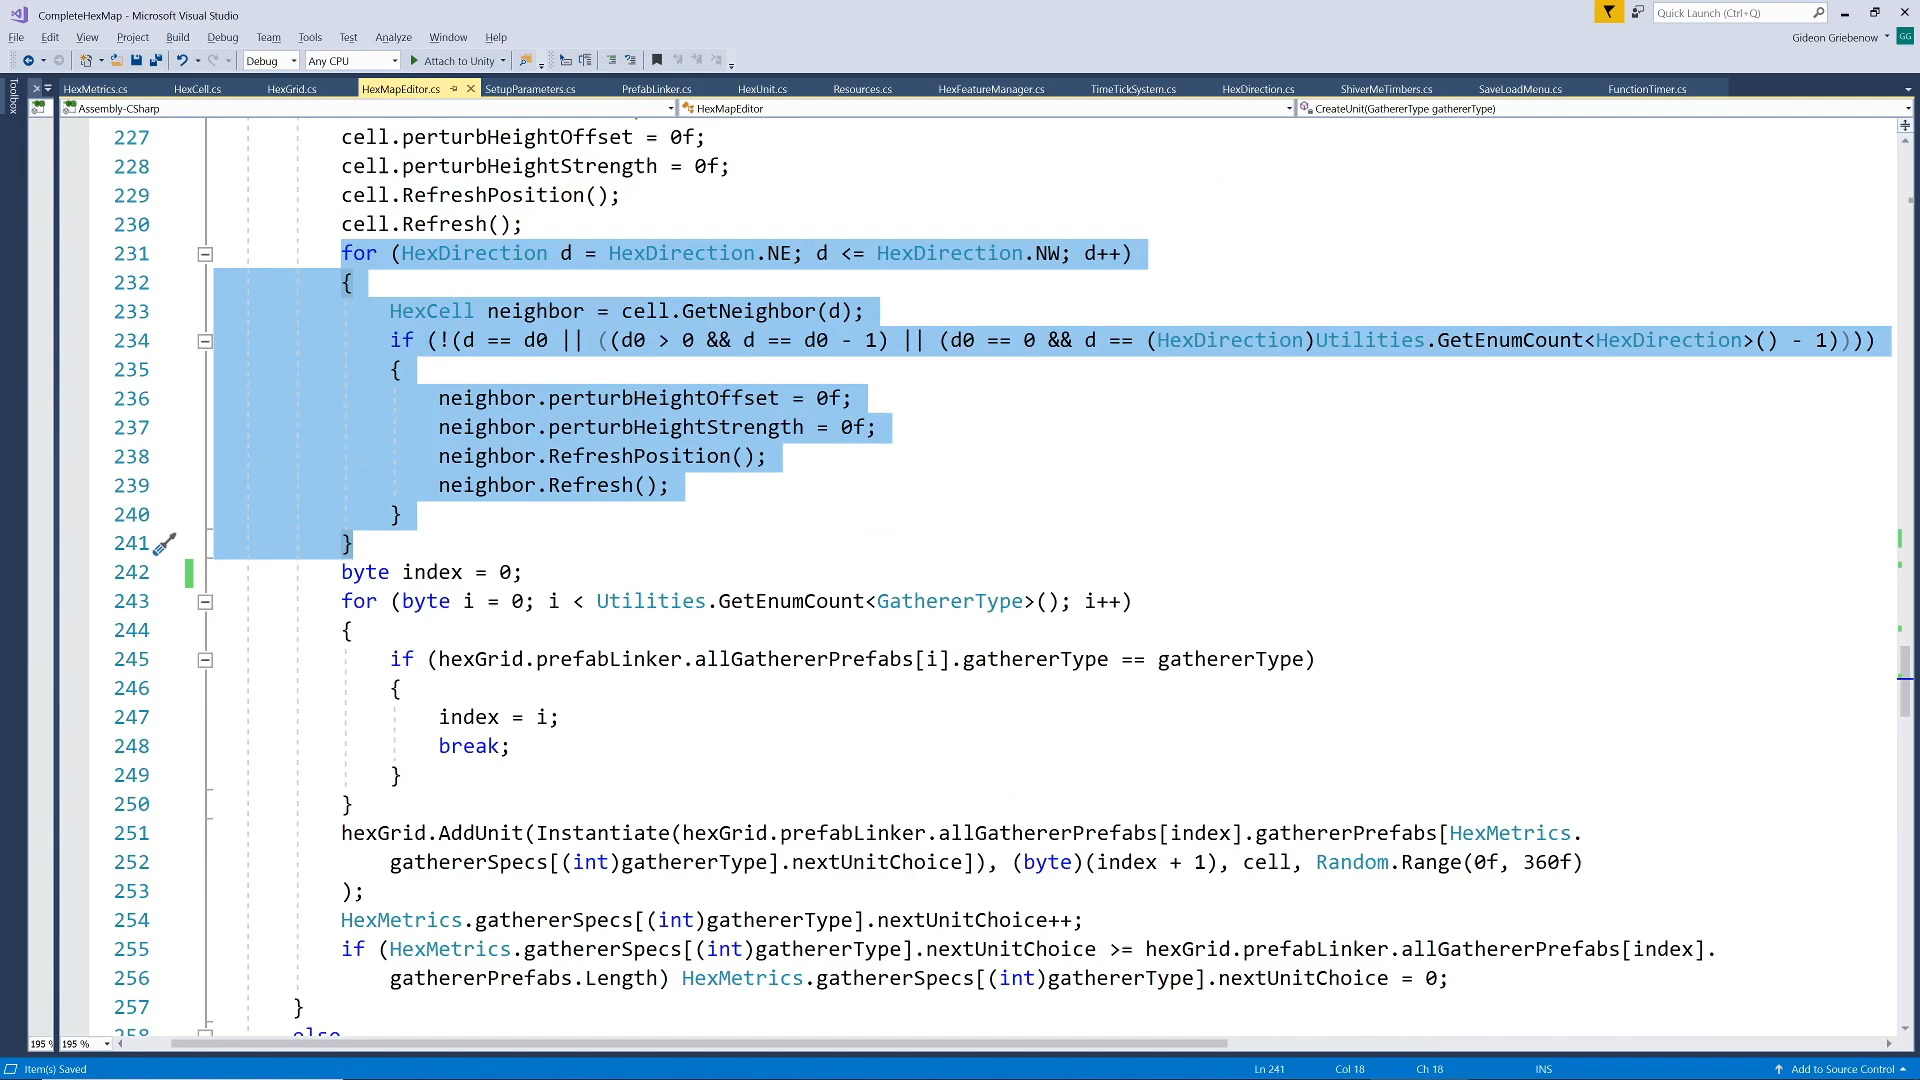 CompleteHexMap - Microsoft Visual Studio
Quick Launch (Ctrl+Q)
File Edit View Project Build Debug Team Tools Test Analyze Window Help
Gideon Griebenow
GG
Debug Any CPU Attach to Unity
Toolbox
HexMetrics.cs HexCell.cs HexGrid.cs HexMapEditor.cs SetupParameters.cs PrefabLinker.cs HexUnit.cs Resources.cs HexFeatureManager.cs TimeTickSystem.cs HexDirection.cs ShiverMeTimbers.cs SaveLoadMenu.cs FunctionTimer.cs
Assembly-CSharp HexMapEditor CreateUnit(GathererType gathererType)
227 cell.perturbHeightOffset = 0f;
228 cell.perturbHeightStrength = 0f;
229 cell.RefreshPosition();
230 cell.Refresh();
231 for (HexDirection d = HexDirection.NE; d <= HexDirection.NW; d++)
232 {
233 HexCell neighbor = cell.GetNeighbor(d);
234 if (!(d == d0 || ((d0 > 0 && d == d0 - 1) || (d0 == 0 && d == (HexDirection)Utilities.GetEnumCount<HexDirection>() - 1))))
235 {
236 neighbor.perturbHeightOffset = 0f;
237 neighbor.perturbHeightStrength = 0f;
238 neighbor.RefreshPosition();
239 neighbor.Refresh();
240 }
241 }
242 byte index = 0;
243 for (byte i = 0; i < Utilities.GetEnumCount<GathererType>(); i++)
244 {
245 if (hexGrid.prefabLinker.allGathererPrefabs[i].gathererType == gathererType)
246 {
247 index = i;
248 break;
249 }
250 }
251 hexGrid.AddUnit(Instantiate(hexGrid.prefabLinker.allGathererPrefabs[index].gathererPrefabs[HexMetrics.
252 gathererSpecs[(int)gathererType].nextUnitChoice]), (byte)(index + 1), cell, Random.Range(0f, 360f)
253 );
254 HexMetrics.gathererSpecs[(int)gathererType].nextUnitChoice++;
255 if (HexMetrics.gathererSpecs[(int)gathererType].nextUnitChoice >= hexGrid.prefabLinker.allGathererPrefabs[index].
256 gathererPrefabs.Length) HexMetrics.gathererSpecs[(int)gathererType].nextUnitChoice = 0;
257 }
258 else
195 % 195 %
Item(s) Saved Ln 241 Col 18 Ch 18 INS Add to Source Control